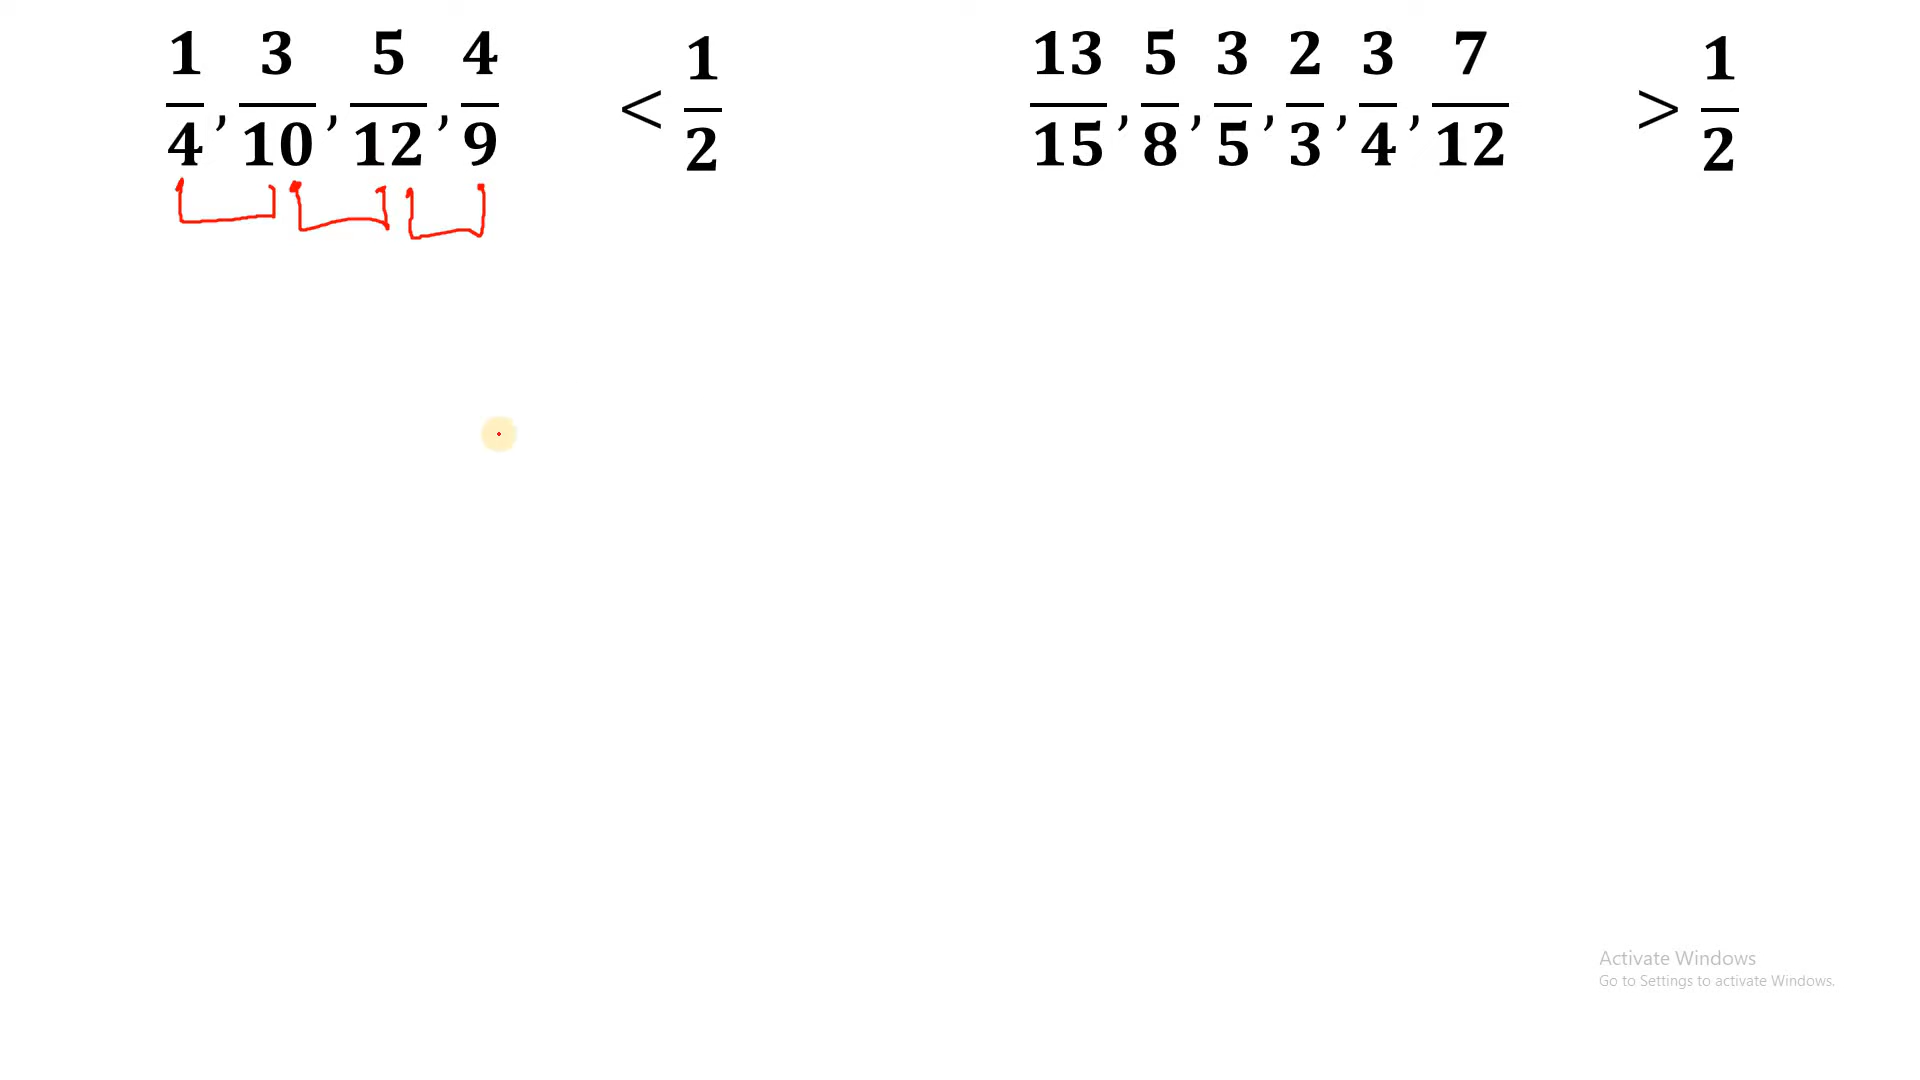 1/4, 3/10, 5/12, 4/9 < 1/2
13/15, 5/8, 3/5, 2/3, 3/4, 7/12 > 1/2
Activate Windows
Go to Settings to activate Windows.